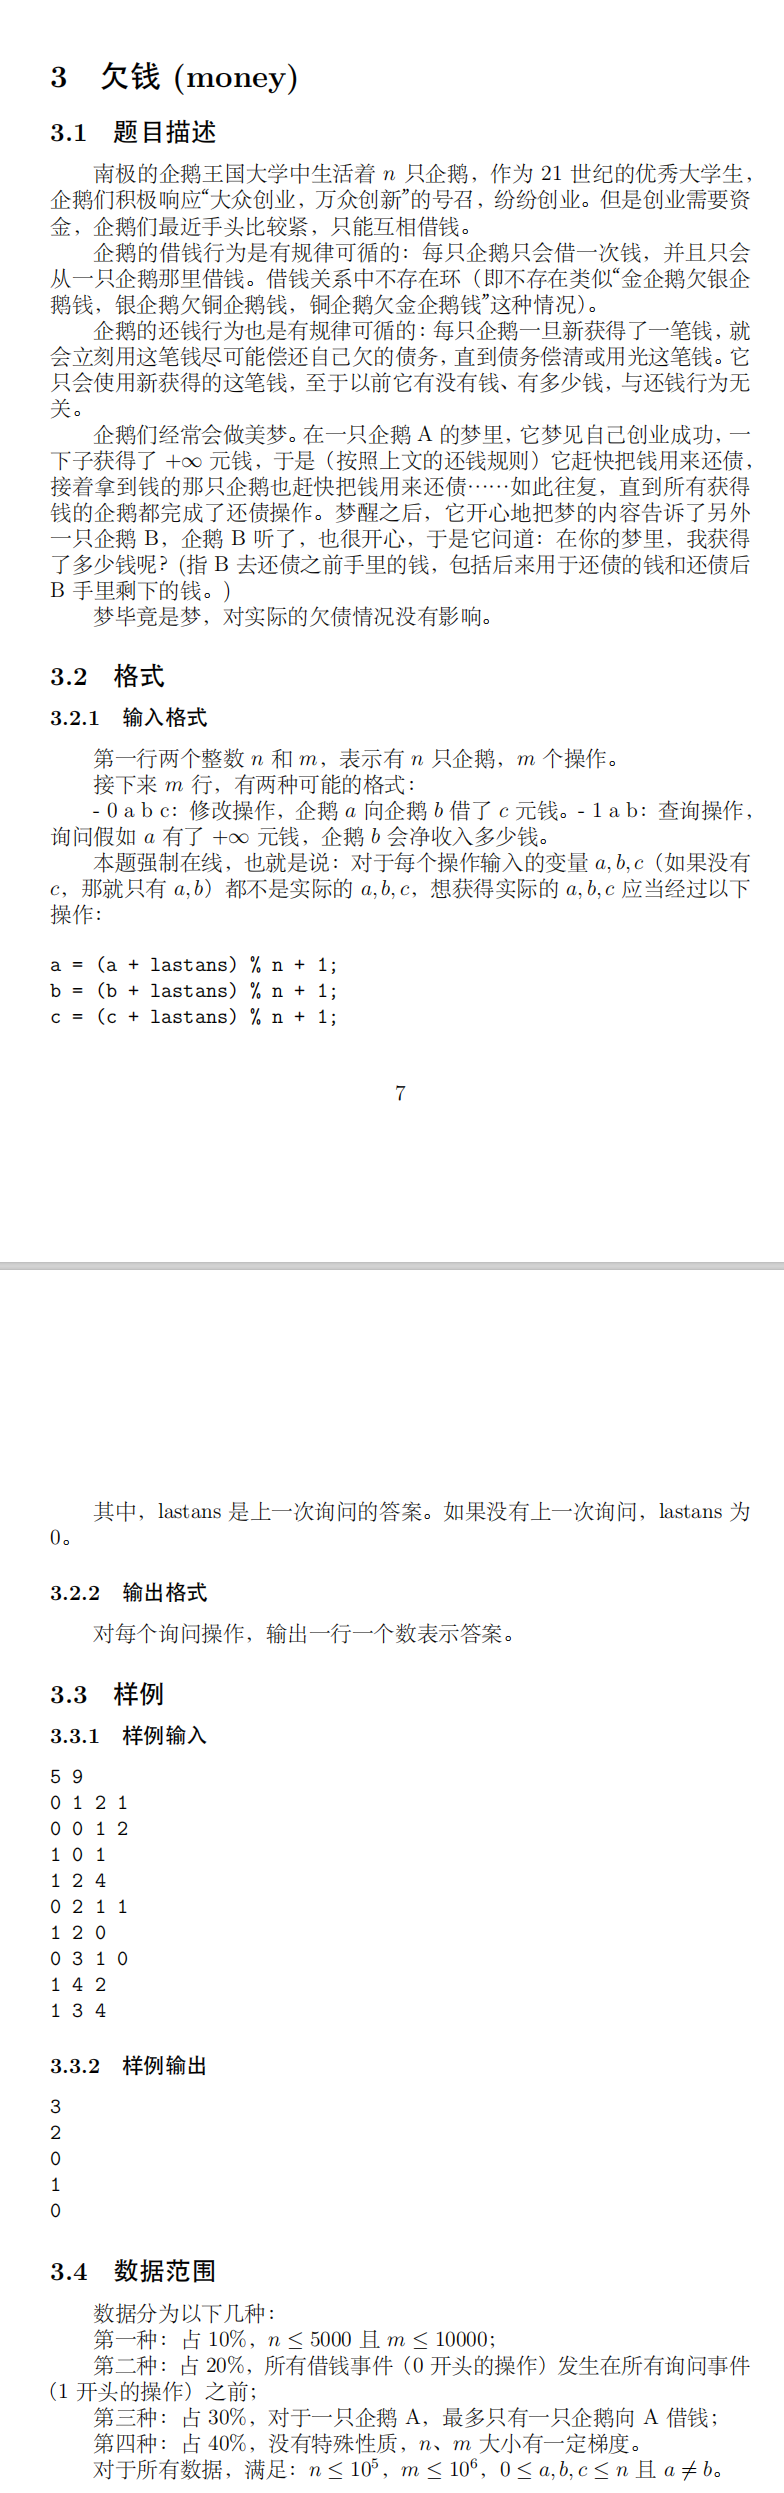 3 欠钱 (money)
3.1 题目描述
南极的企鹅王国大学中生活着 n 只企鹅，作为 21 世纪的优秀大学生，
企鹅们积极响应“大众创业，万众创新”的号召，纷纷创业。但是创业需要资
金，企鹅们最近手头比较紧，只能互相借钱。
企鹅的借钱行为是有规律可循的：每只企鹅只会借一次钱，并且只会
从一只企鹅那里借钱。借钱关系中不存在环（即不存在类似“金企鹅欠银企
鹅钱，银企鹅欠铜企鹅钱，铜企鹅欠金企鹅钱”这种情况）。
企鹅的还钱行为也是有规律可循的：每只企鹅一旦新获得了一笔钱，就
会立刻用这笔钱尽可能偿还自己欠的债务，直到债务偿清或用光这笔钱。它
只会使用新获得的这笔钱，至于以前它有没有钱、有多少钱，与还钱行为无
关。
企鹅们经常会做美梦。在一只企鹅 A 的梦里，它梦见自己创业成功，一
下子获得了 +∞ 元钱，于是（按照上文的还钱规则）它赶快把钱用来还债，
接着拿到钱的那只企鹅也赶快把钱用来还债……如此往复，直到所有获得
钱的企鹅都完成了还债操作。梦醒之后，它开心地把梦的内容告诉了另外
一只企鹅 B，企鹅 B 听了，也很开心，于是它问道：在你的梦里，我获得
了多少钱呢？(指 B 去还债之前手里的钱，包括后来用于还债的钱和还债后
B 手里剩下的钱。)
梦毕竟是梦，对实际的欠债情况没有影响。
3.2 格式
3.2.1 输入格式
第一行两个整数 n 和 m，表示有 n 只企鹅，m 个操作。
接下来 m 行，有两种可能的格式：
- 0 a b c：修改操作，企鹅 a 向企鹅 b 借了 c 元钱。- 1 a b：查询操作，
询问假如 a 有了 +∞ 元钱，企鹅 b 会净收入多少钱。
本题强制在线，也就是说：对于每个操作输入的变量 a, b, c（如果没有
c，那就只有 a, b）都不是实际的 a, b, c，想获得实际的 a, b, c 应当经过以下
操作：
a = (a + lastans) % n + 1;
b = (b + lastans) % n + 1;
c = (c + lastans) % n + 1;
7
其中，lastans 是上一次询问的答案。如果没有上一次询问，lastans 为
0。
3.2.2 输出格式
对每个询问操作，输出一行一个数表示答案。
3.3 样例
3.3.1 样例输入
5 9
0 1 2 1
0 0 1 2
1 0 1
1 2 4
0 2 1 1
1 2 0
0 3 1 0
1 4 2
1 3 4
3.3.2 样例输出
3
2
0
1
0
3.4 数据范围
数据分为以下几种：
第一种：占 10%，n ≤ 5000 且 m ≤ 10000；
第二种：占 20%，所有借钱事件（0 开头的操作）发生在所有询问事件
（1 开头的操作）之前；
第三种：占 30%，对于一只企鹅 A，最多只有一只企鹅向 A 借钱；
第四种：占 40%，没有特殊性质，n、m 大小有一定梯度。
对于所有数据，满足：n ≤ 10⁵，m ≤ 10⁶，0 ≤ a, b, c ≤ n 且 a ≠ b。